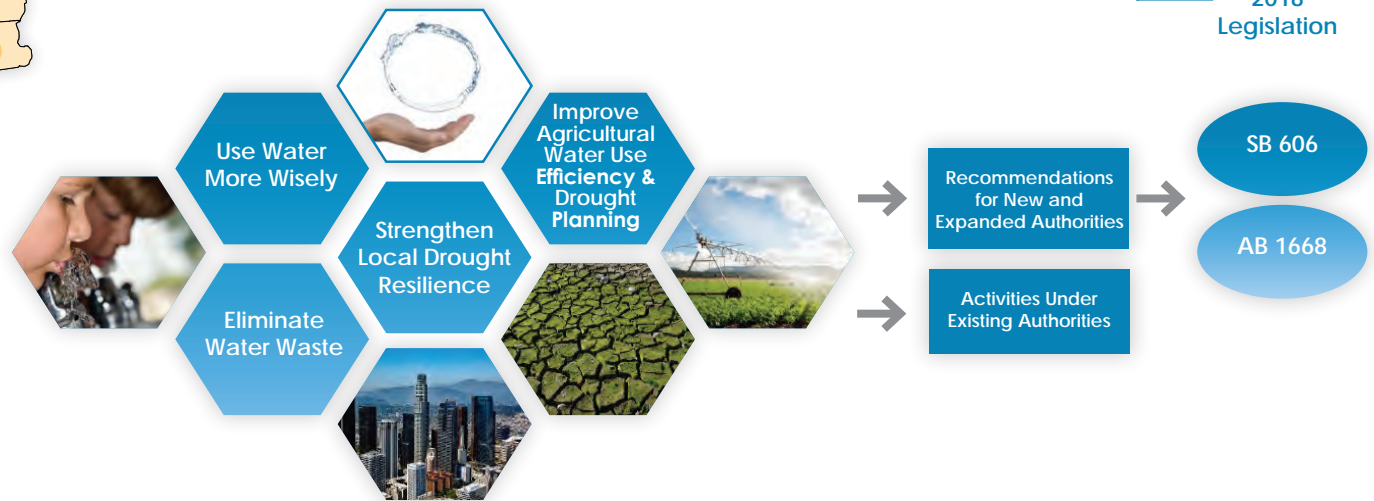 2018
Legislation
Use Water
More Wisely
Improve
Agricultural
Water Use
Efficiency &
Drought
Planning
Strengthen
Local Drought
Resilience
Eliminate
Water Waste
Recommendations
for New and
Expanded Authorities
Activities Under
Existing Authorities
SB 606
AB 1668